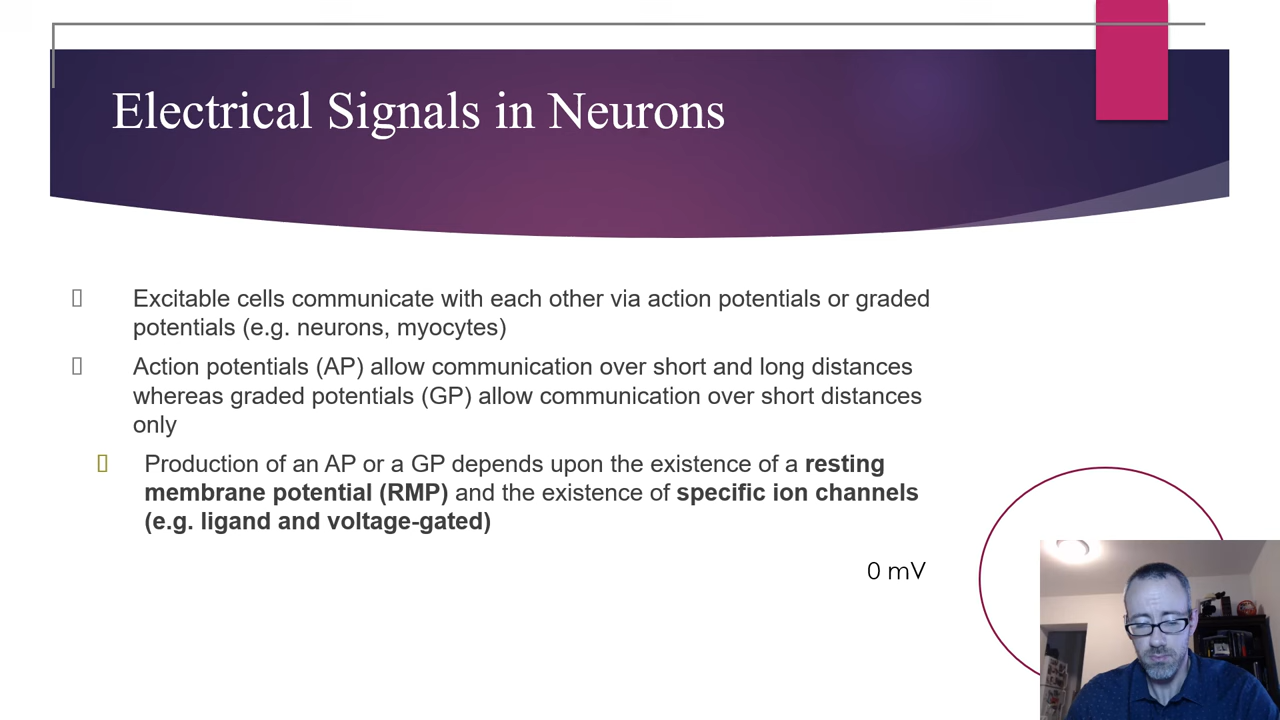 Electrical Signals in Neurons
Excitable cells communicate with each other via action potentials or graded
potentials (e.g. neurons, myocytes)
Action potentials (AP) allow communication over short and long distances
whereas graded potentials (GP) allow communication over short distances
only
Production of an AP or a GP depends upon the existence of a resting
membrane potential (RMP) and the existence of specific ion channels
(e.g. ligand and voltage-gated)
0 mV